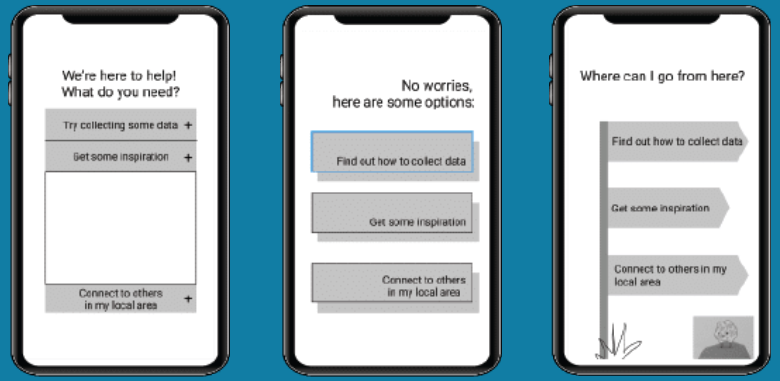 We're here to help!
What do you need?
Try collecting some data +
Get some inspiration +
Connect to others
in my local area +
No worries,
here are some options:
Find out how to collect data
Get some inspiration
Connect to others
in my local area
Where can I go from here?
Find out how to collect data
Get some inspiration
Connect to others in my
local area